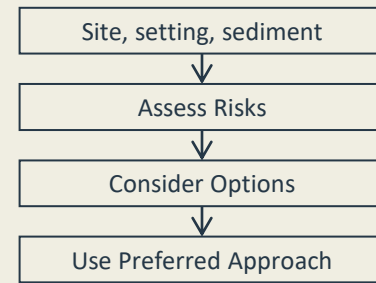 Site, setting, sediment
Assess Risks
Consider Options
Use Preferred Approach